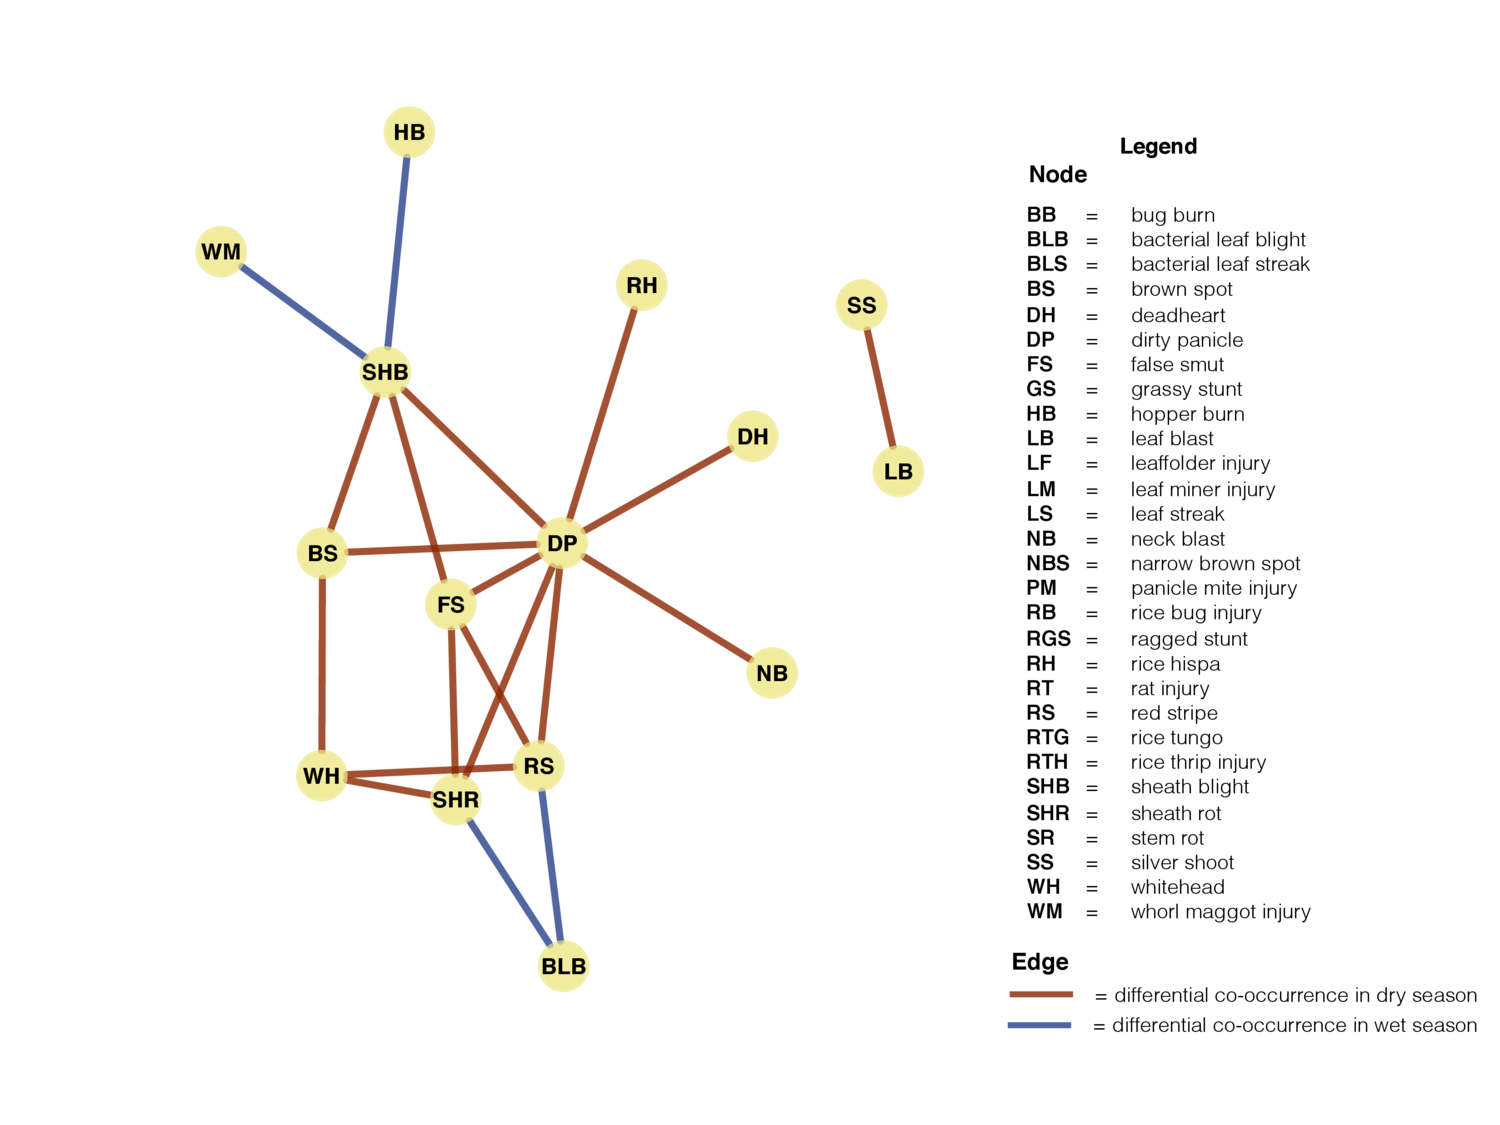 HB
WM
RH
SS
SHB
DH
LB
DP
BS
FS
NB
RS
WH
SHR
BLB
Legend
Node
BB = bug burn
BLB = bacterial leaf blight
BLS = bacterial leaf streak
BS = brown spot
DH = deadheart
DP = dirty panicle
FS = false smut
GS = grassy stunt
HB = hopper burn
LB = leaf blast
LF = leaffolder injury
LM = leaf miner injury
LS = leaf streak
NB = neck blast
NBS = narrow brown spot
PM = panicle mite injury
RB = rice bug injury
RGS = ragged stunt
RH = rice hispa
RT = rat injury
RS = red stripe
RTG = rice tungo
RTH = rice thrip injury
SHB = sheath blight
SHR = sheath rot
SR = stem rot
SS = silver shoot
WH = whitehead
WM = whorl maggot injury
Edge
= differential co-occurrence in dry season
= differential co-occurrence in wet season